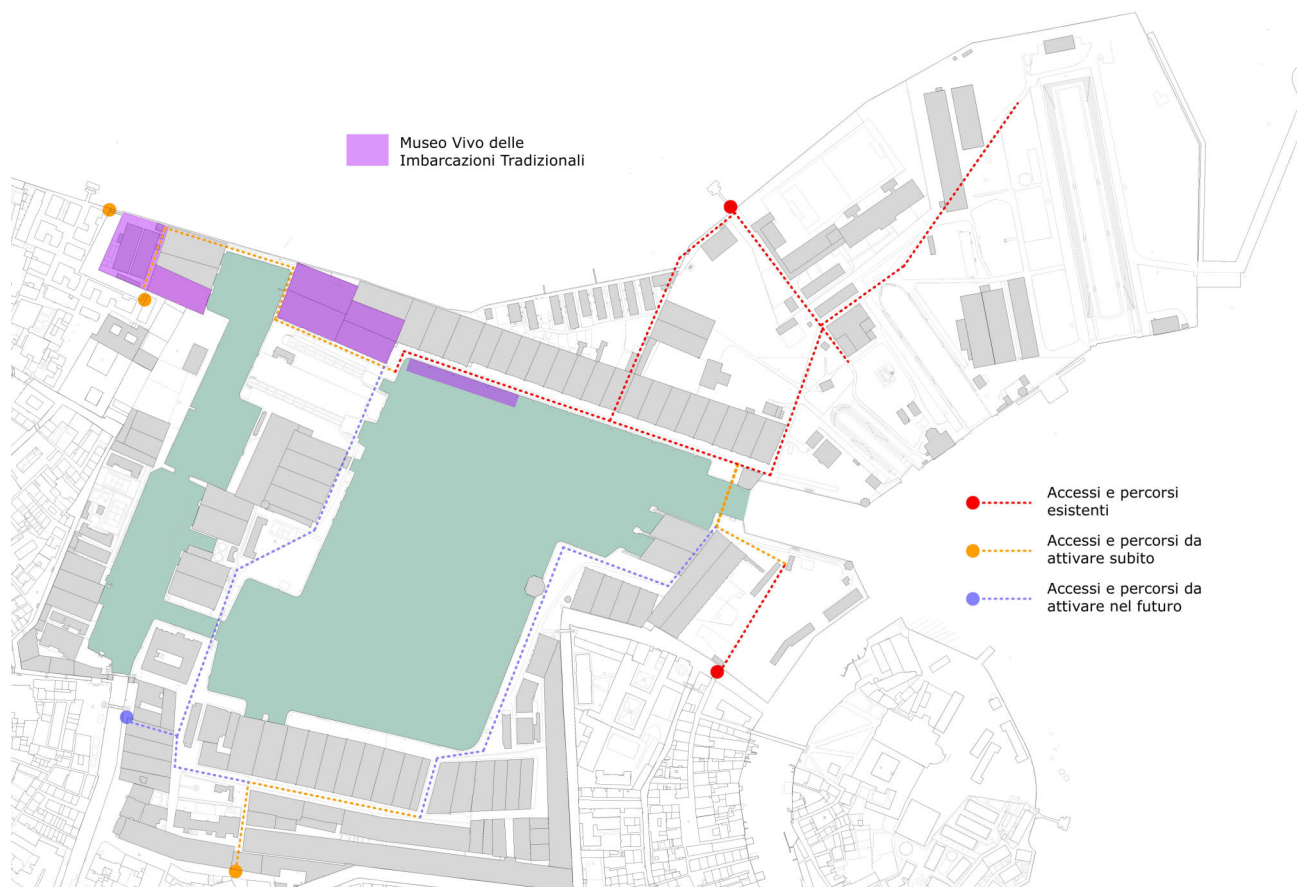 Museo Vivo delle
Imbarcazioni Tradizionali
Accessi e percorsi
esistenti
Accessi e percorsi da
attivare subito
Accessi e percorsi da
attivare nel futuro